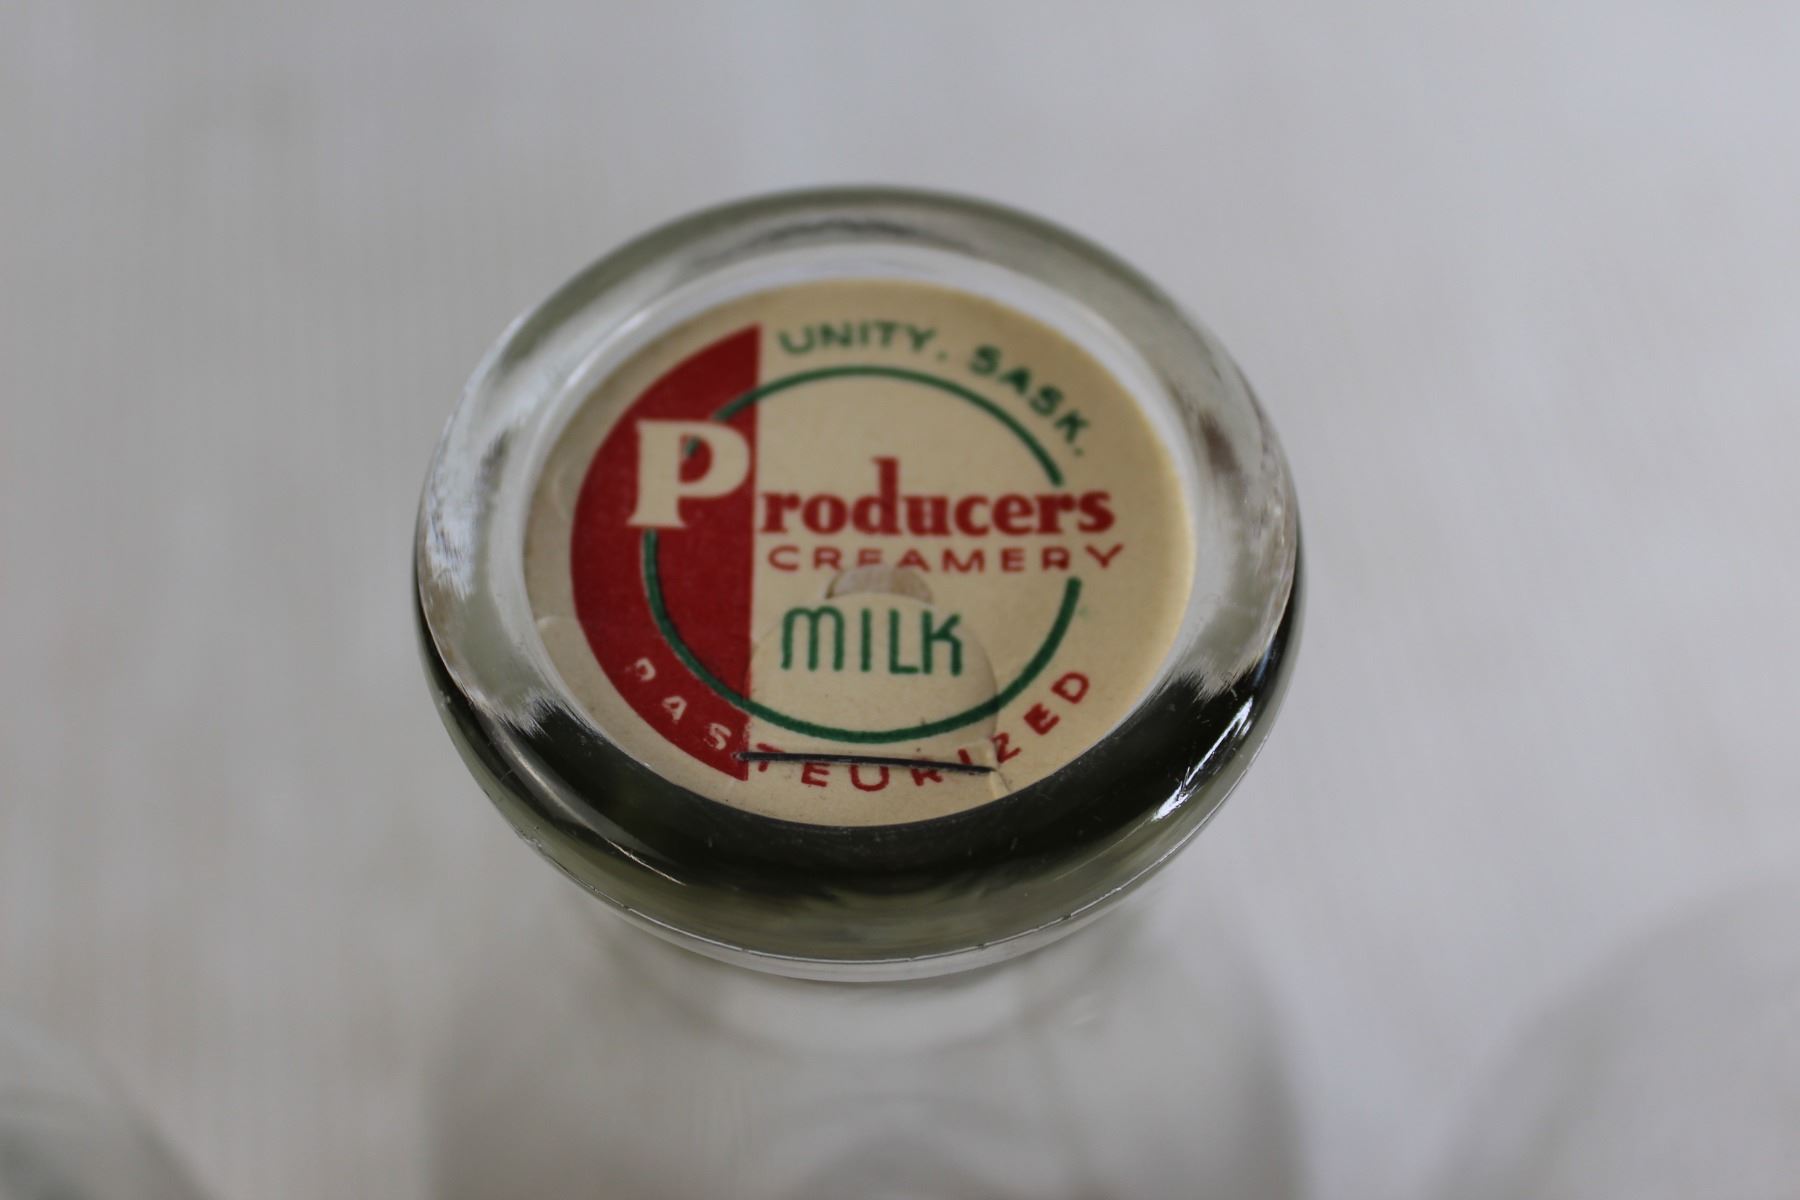 UNITY, SASK.
Producers
CREAMERY
MILK
PASTEURIZED